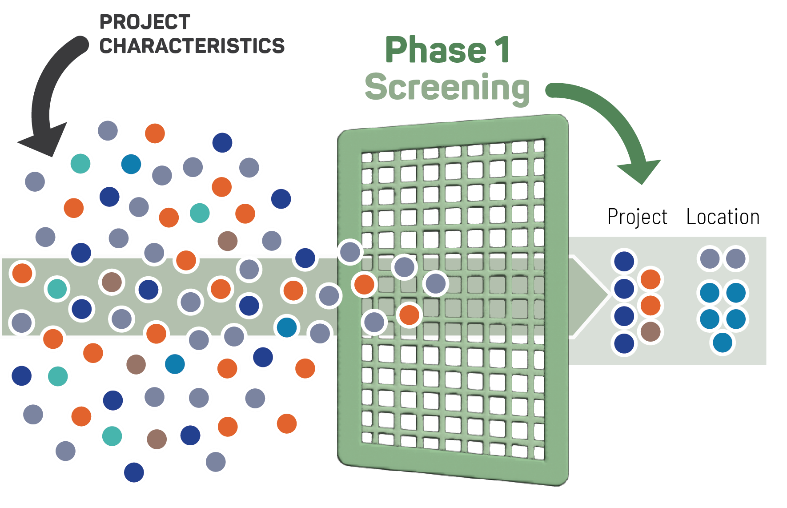 PROJECT
CHARACTERISTICS
Phase 1
Screening
Project Location